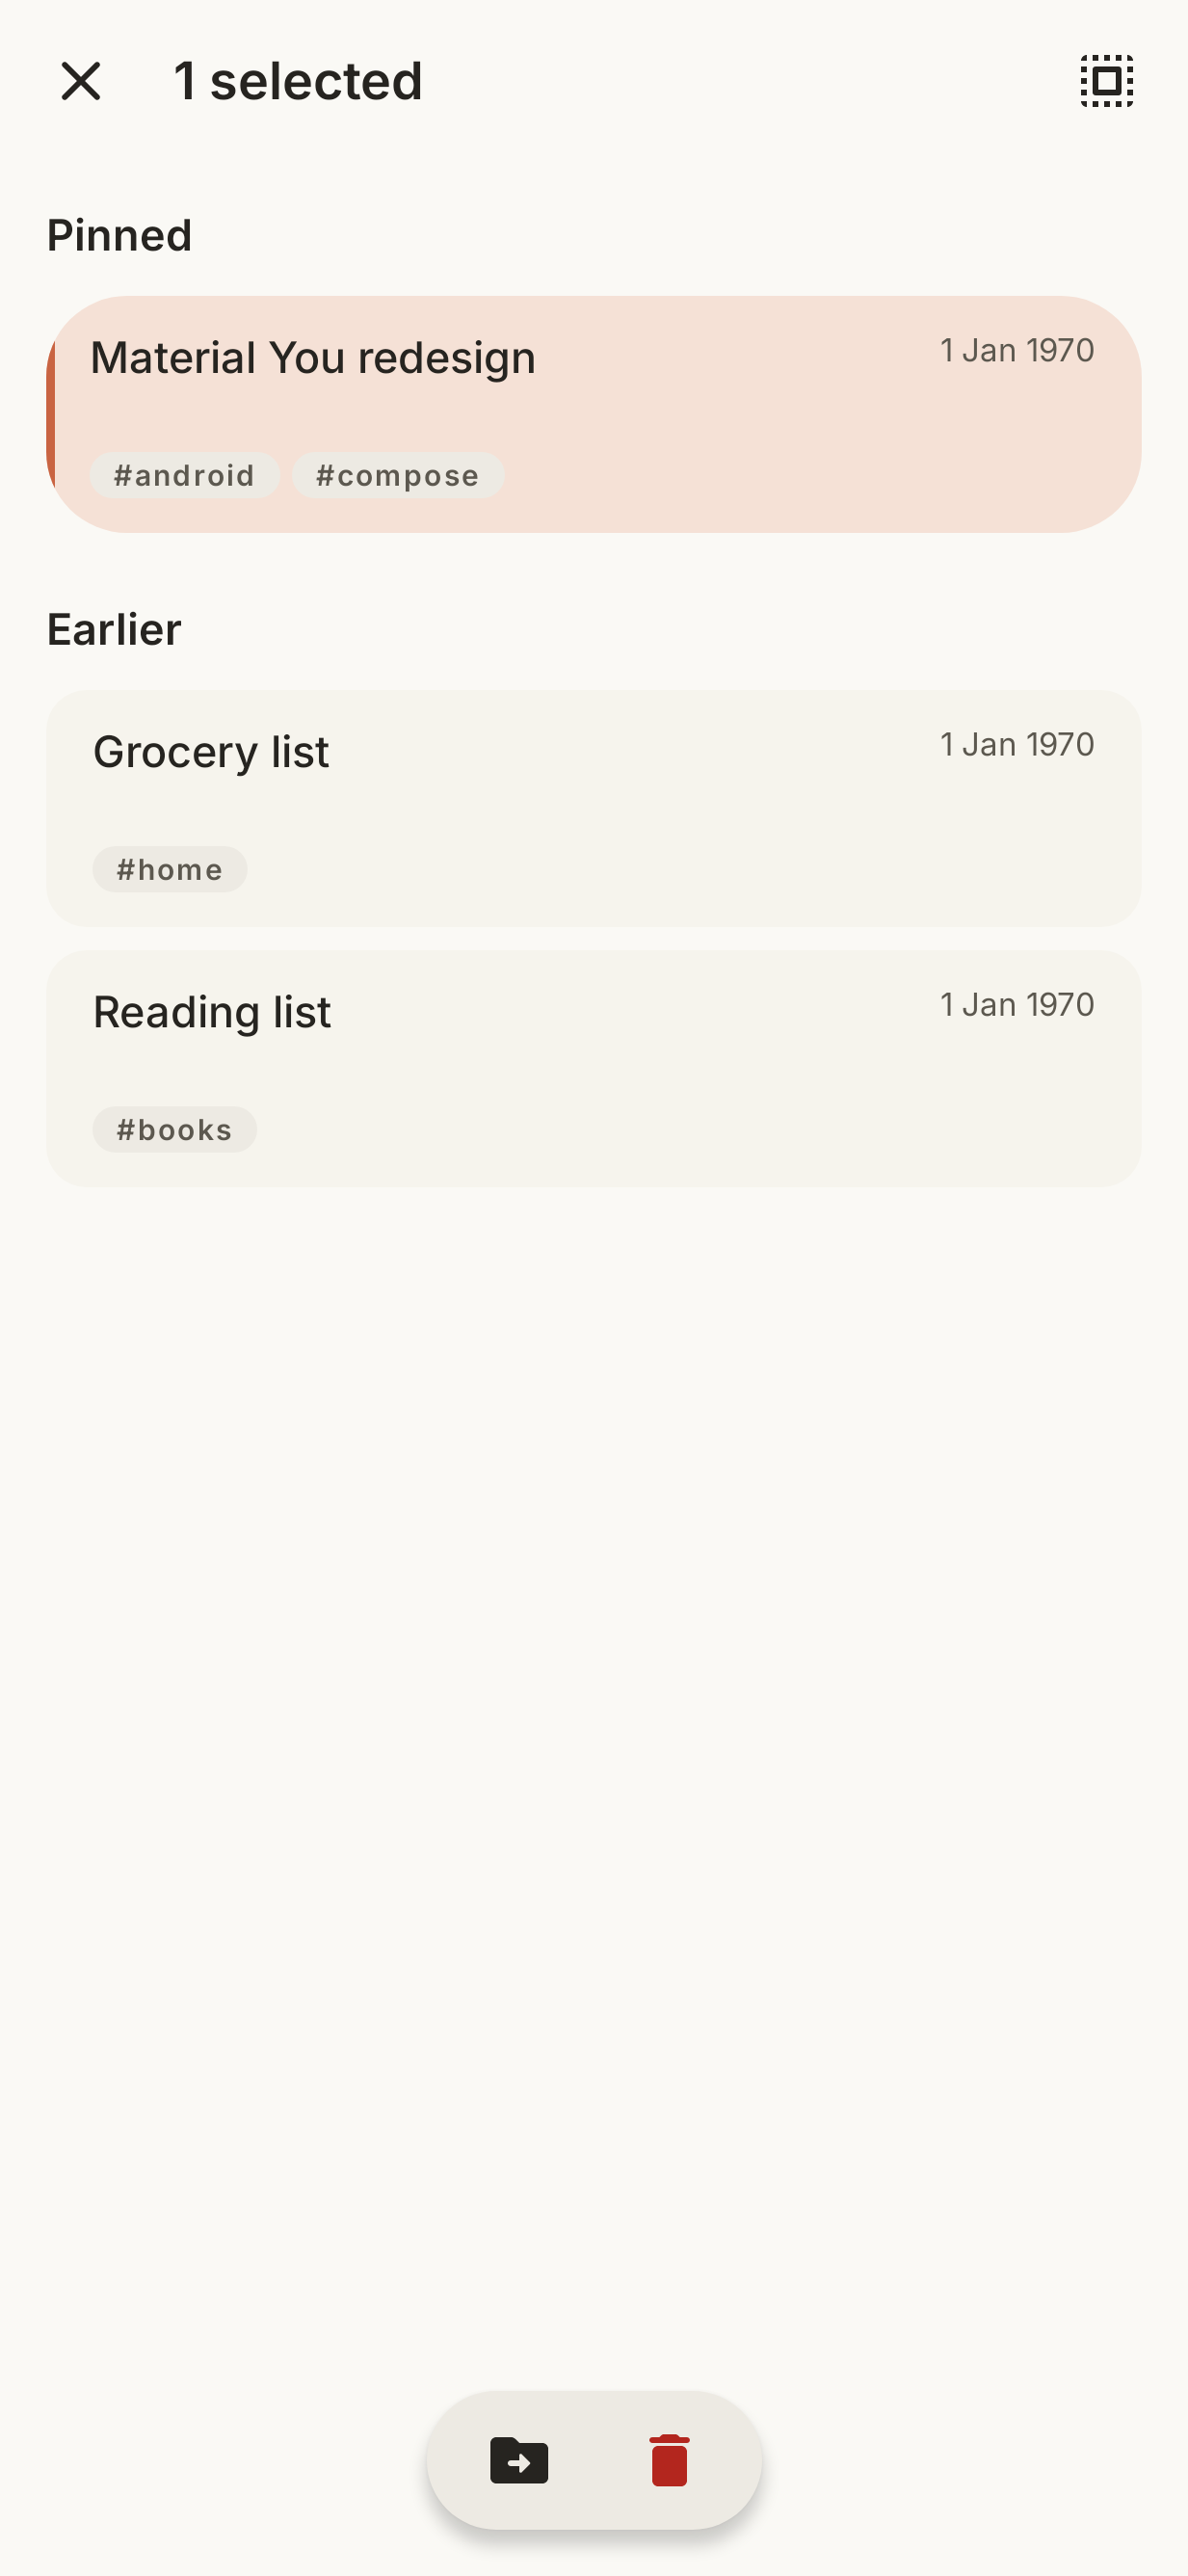 1 selected
Pinned
Material You redesign
1 Jan 1970
#android #compose
Earlier
Grocery list
1 Jan 1970
#home
Reading list
1 Jan 1970
#books